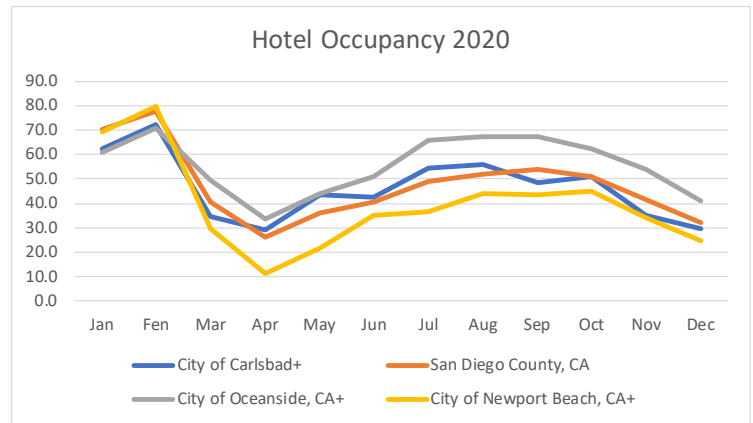 Hotel Occupancy 2020
90.0
80.0
70.0
60.0
50.0
40.0
30.0
20.0
10.0
0.0
Jan Fen Mar Apr May Jun Jul Aug Sep Oct Nov Dec
City of Carlsbad+ San Diego County, CA
City of Oceanside, CA+ City of Newport Beach, CA+